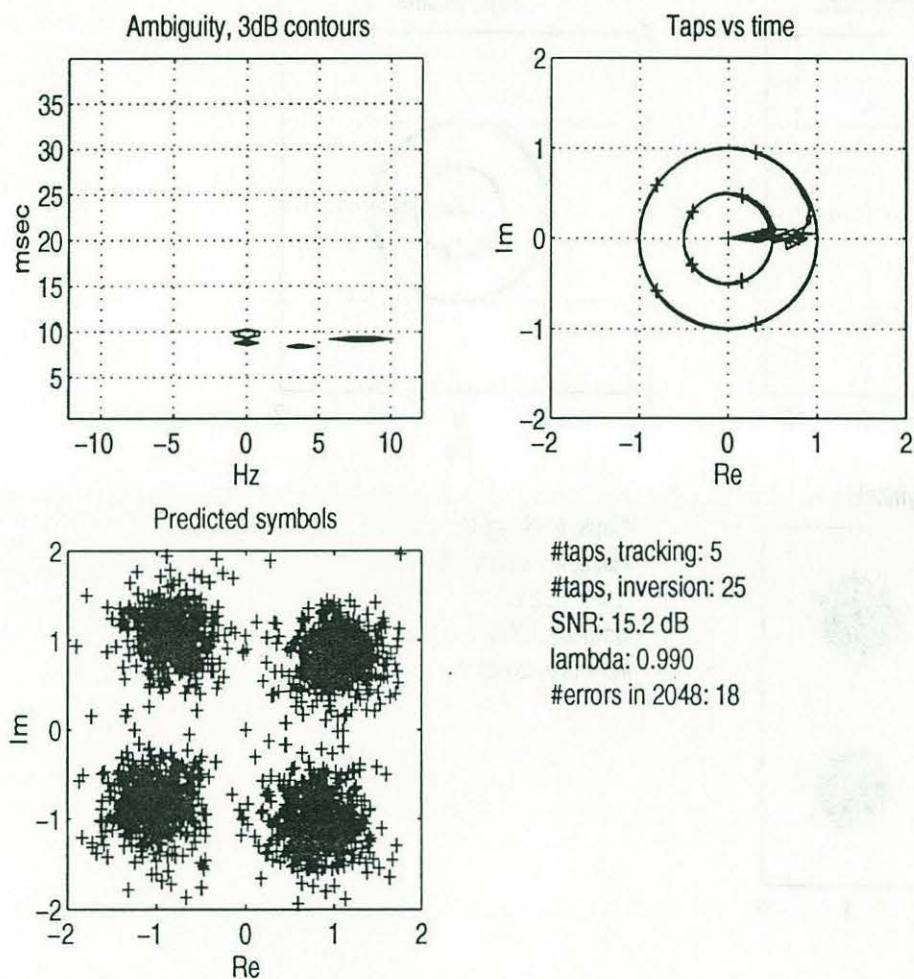 Ambiguity, 3dB contours
35
30
25
20
15
10
5
msec
−10 −5 0 5 10
Hz
Taps vs time
2
1
0
−1
−2
Im
−2 −1 0 1 2
Re
Predicted symbols
2
1
0
−1
−2
Im
−2 −1 0 1 2
Re
#taps, tracking: 5
#taps, inversion: 25
SNR: 15.2 dB
lambda: 0.990
#errors in 2048: 18